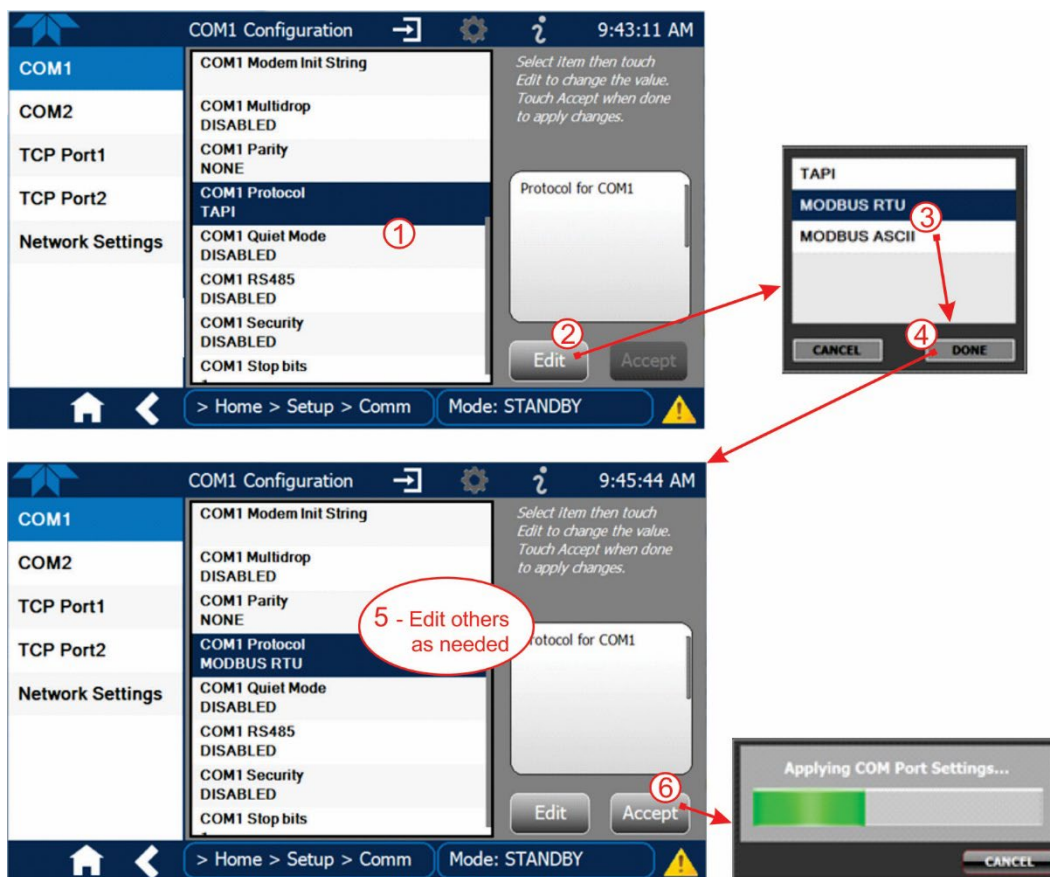 COM1 Configuration 9:43:11 AM
COM1
COM2
TCP Port1
TCP Port2
Network Settings
COM1 Modem Init String
COM1 Multidrop
DISABLED
COM1 Parity
NONE
COM1 Protocol
TAPI
COM1 Quiet Mode
DISABLED
COM1 RS485
DISABLED
COM1 Security
DISABLED
COM1 Stop bits
1
Select item then touch
Edit to change the value.
Touch Accept when done
to apply changes.
Protocol for COM1
2
Edit Accept
> Home > Setup > Comm Mode: STANDBY
TAPI
MODBUS RTU
3
MODBUS ASCII
4
CANCEL DONE
COM1 Configuration 9:45:44 AM
COM1
COM2
TCP Port1
TCP Port2
Network Settings
COM1 Modem Init String
COM1 Multidrop
DISABLED
COM1 Parity
NONE
COM1 Protocol
MODBUS RTU
COM1 Quiet Mode
DISABLED
COM1 RS485
DISABLED
COM1 Security
DISABLED
COM1 Stop bits
5 - Edit others
as needed
Select item then touch
Edit to change the value.
Touch Accept when done
to apply changes.
Protocol for COM1
6
Edit Accept
> Home > Setup > Comm Mode: STANDBY
Applying COM Port Settings...
CANCEL